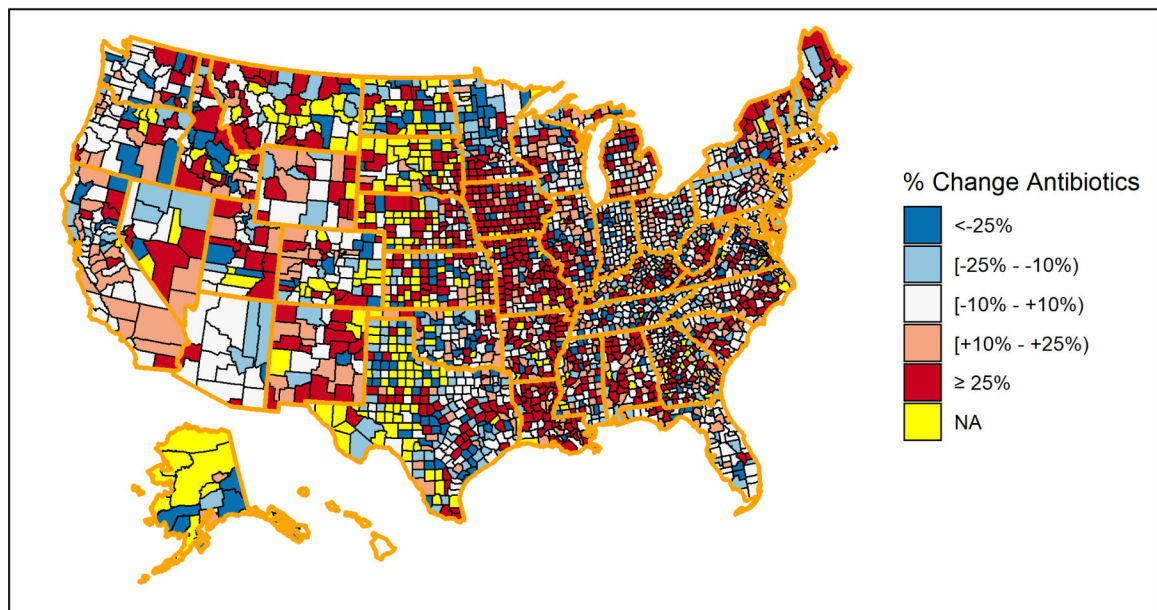 % Change Antibiotics
<-25%
[-25% - -10%)
[-10% - +10%)
[+10% - +25%)
≥ 25%
NA